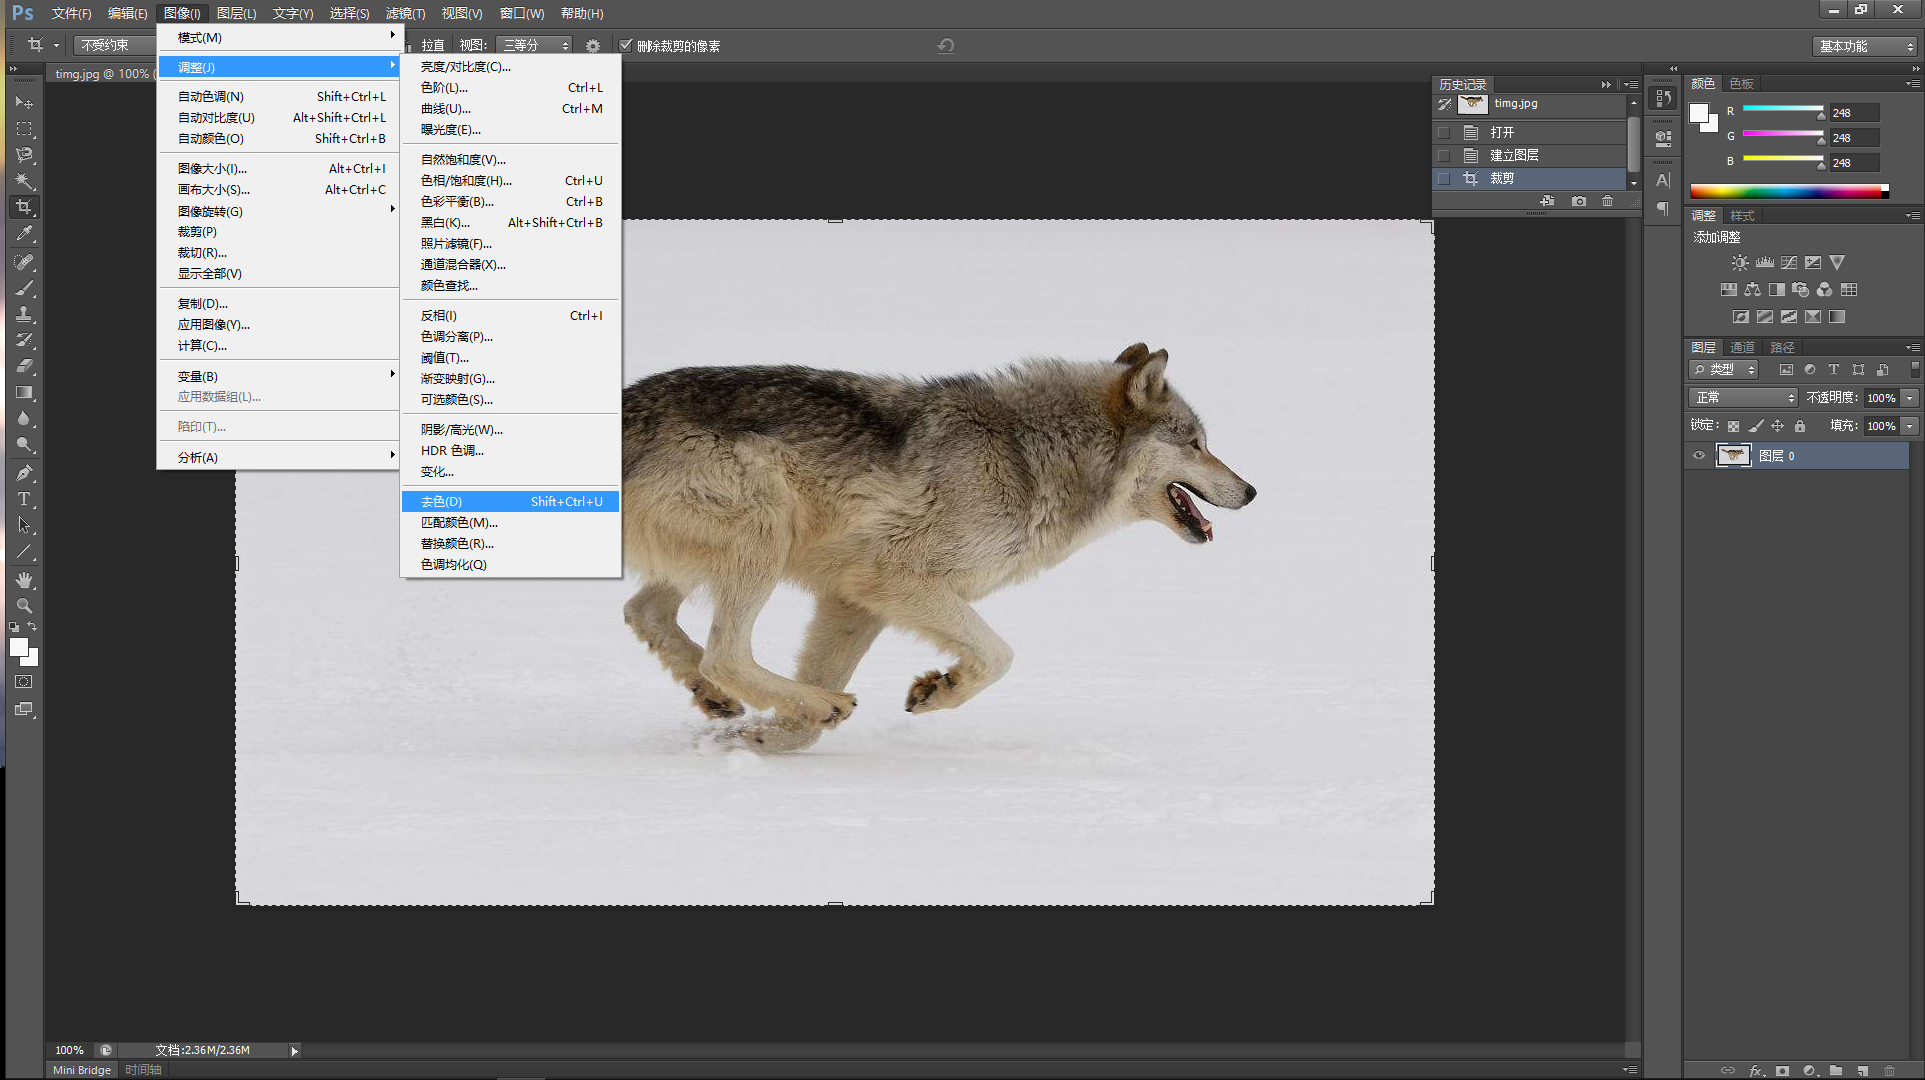 Ps 文件(F) 编辑(E) 图像(I) 图层(L) 文字(Y) 选择(S) 滤镜(T) 视图(V) 窗口(W) 帮助(H)
不受约束 拉直 视图: 三等分 删除裁剪的像素 基本功能
timg.jpg @ 100% (
模式(M)
调整(J)
自动色调(N) Shift+Ctrl+L
自动对比度(U) Alt+Shift+Ctrl+L
自动颜色(O) Shift+Ctrl+B
图像大小(I)... Alt+Ctrl+I
画布大小(S)... Alt+Ctrl+C
图像旋转(G)
裁剪(P)
裁切(R)...
显示全部(V)
复制(D)...
应用图像(Y)...
计算(C)...
变量(B)
应用数据组(L)...
陷印(T)...
分析(A)
亮度/对比度(C)...
色阶(L)... Ctrl+L
曲线(U)... Ctrl+M
曝光度(E)...
自然饱和度(V)...
色相/饱和度(H)... Ctrl+U
色彩平衡(B)... Ctrl+B
黑白(K)... Alt+Shift+Ctrl+B
照片滤镜(F)...
通道混合器(X)...
颜色查找...
反相(I) Ctrl+I
色调分离(P)...
阈值(T)...
渐变映射(G)...
可选颜色(S)...
阴影/高光(W)...
HDR 色调...
变化...
去色(D) Shift+Ctrl+U
匹配颜色(M)...
替换颜色(R)...
色调均化(Q)
历史记录
timg.jpg
打开
建立图层
裁剪
颜色 色板
R 248
G 248
B 248
调整 样式
添加调整
图层 通道 路径
类型
正常 不透明度: 100%
锁定: 填充: 100%
图层 0
100% 文档:2.36M/2.36M
Mini Bridge 时间轴